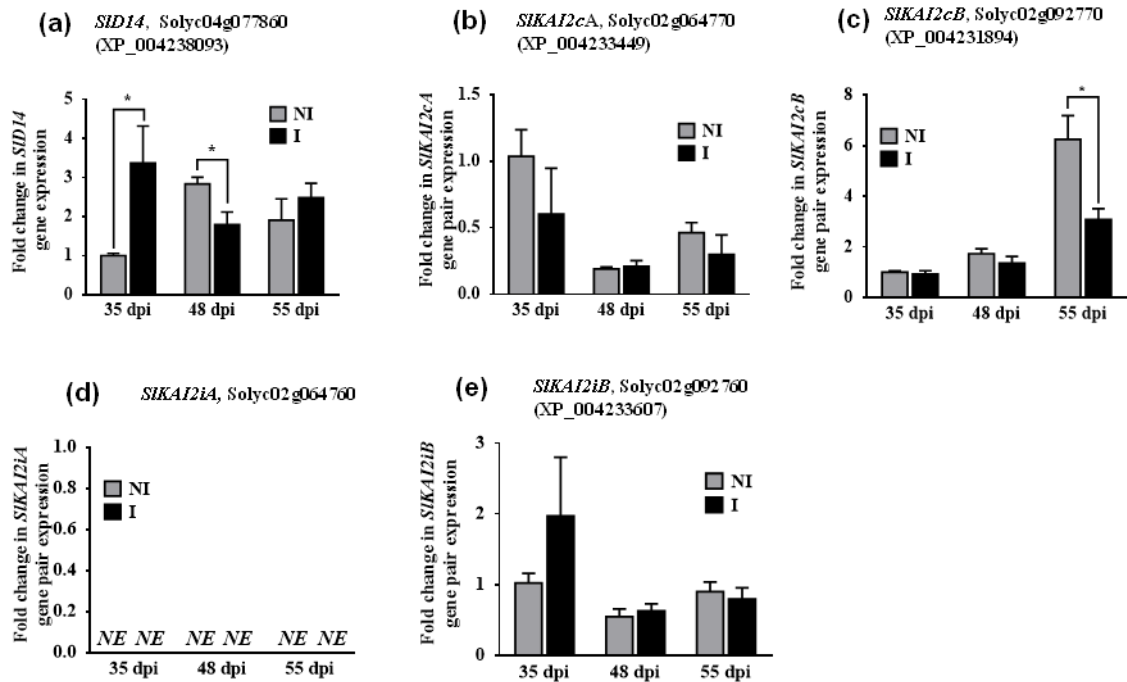 (a) SlD14, Solyc04g077860
(XP_004238093)
Fold change in SlD14
gene expression
5
4
3
2
1
0
*
*
NI
I
35 dpi 48 dpi 55 dpi
(b) SlKAI2cA, Solyc02g064770
(XP_004233449)
Fold change in SlKAI2cA
gene pair expression
1.5
1.0
0.5
0.0
NI
I
35 dpi 48 dpi 55 dpi
(c) SlKAI2cB, Solyc02g092770
(XP_004231894)
Fold change in SlKAI2cB
gene pair expression
8
6
4
2
0
*
NI
I
35 dpi 48 dpi 55 dpi
(d) SlKAI2iA, Solyc02g064760
Fold change in SlKAI2iA
gene pair expression
1.0
0.8
0.6
0.4
0.2
0.0
NI
I
NE NE NE NE NE NE
35 dpi 48 dpi 55 dpi
(e) SlKAI2iB, Solyc02g092760
(XP_004233607)
Fold change in SlKAI2iB
gene pair expression
3
2
1
0
NI
I
35 dpi 48 dpi 55 dpi